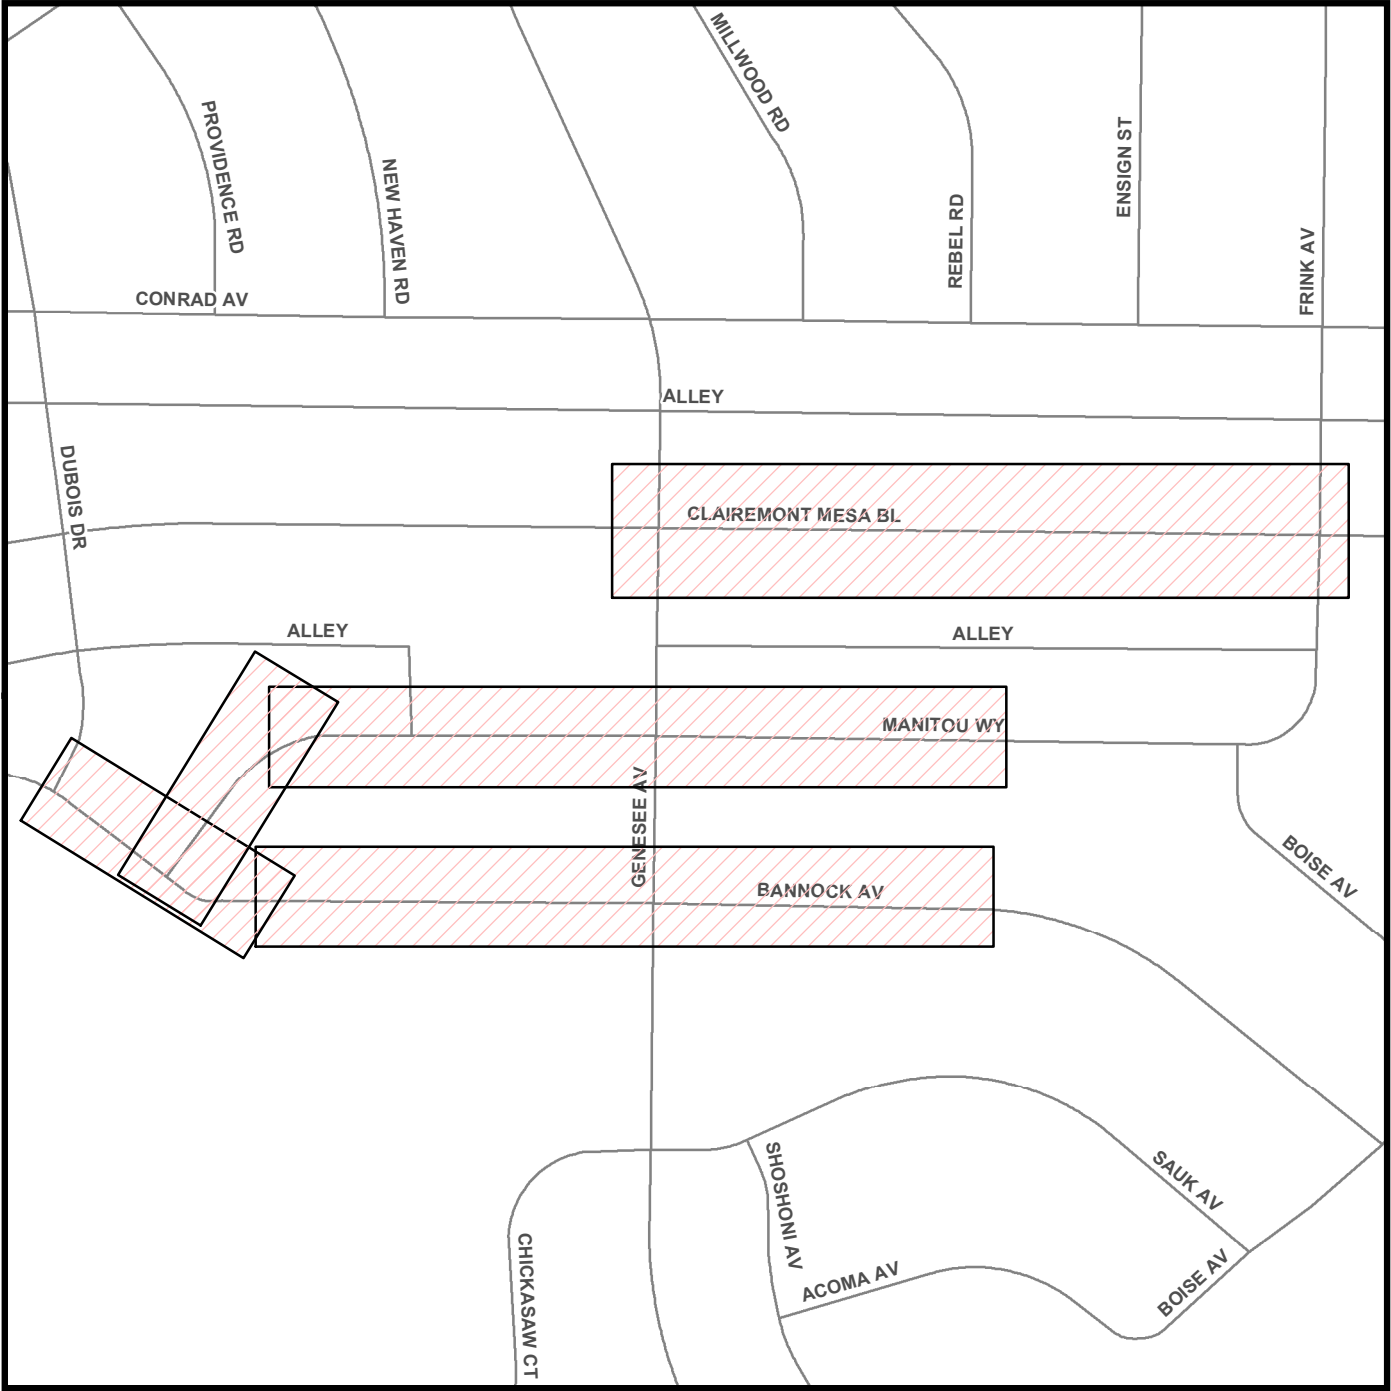 MILLWOOD RD
PROVIDENCE RD
NEW HAVEN RD
ENSIGN ST
REBEL RD
FRINK AV
CONRAD AV
ALLEY
DUBOIS DR
CLAIREMONT MESA BL
ALLEY
ALLEY
MANITOU WY
GENESEE AV
BOISE AV
BANNOCK AV
SHOSHONI AV
SAUK AV
CHICKASAW CT
ACOMA AV
BOISE AV